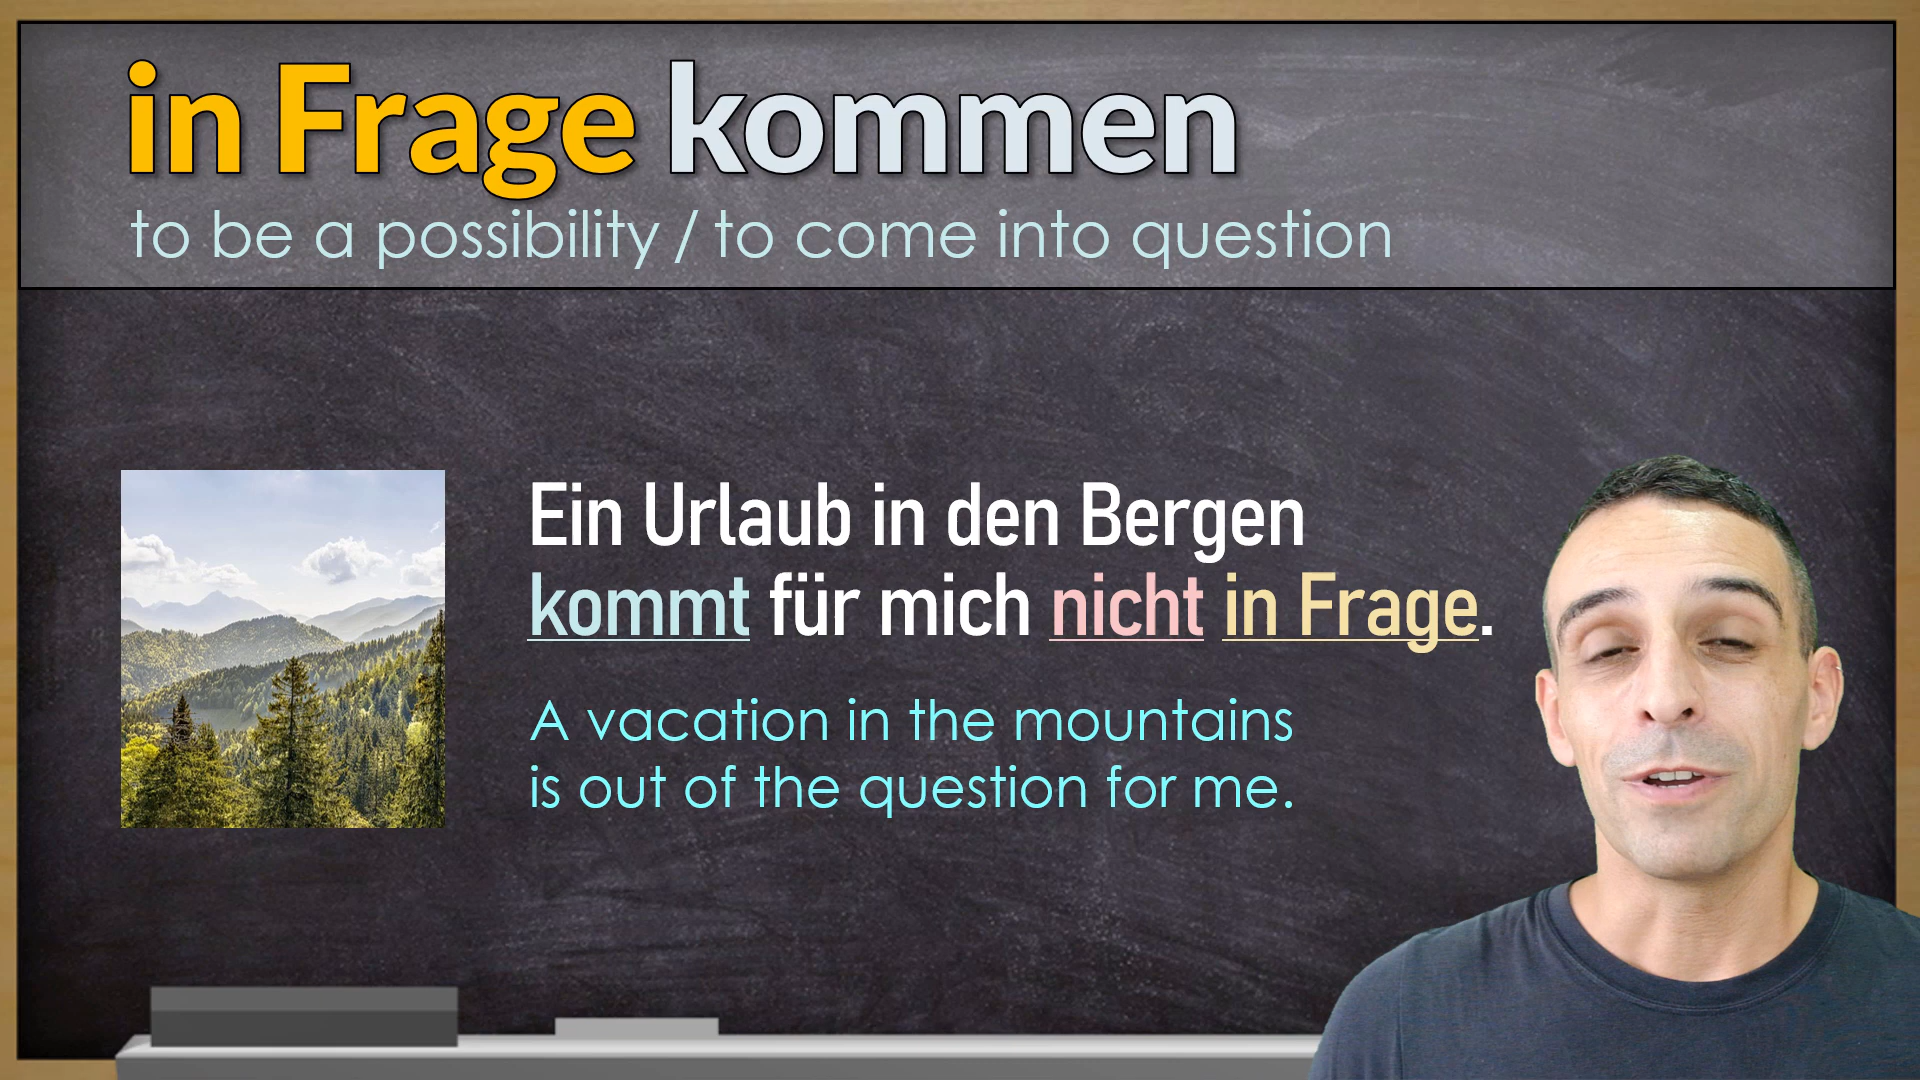 in Frage kommen
to be a possibility / to come into question
Ein Urlaub in den Bergen
kommt für mich nicht in Frage.
A vacation in the mountains
is out of the question for me.